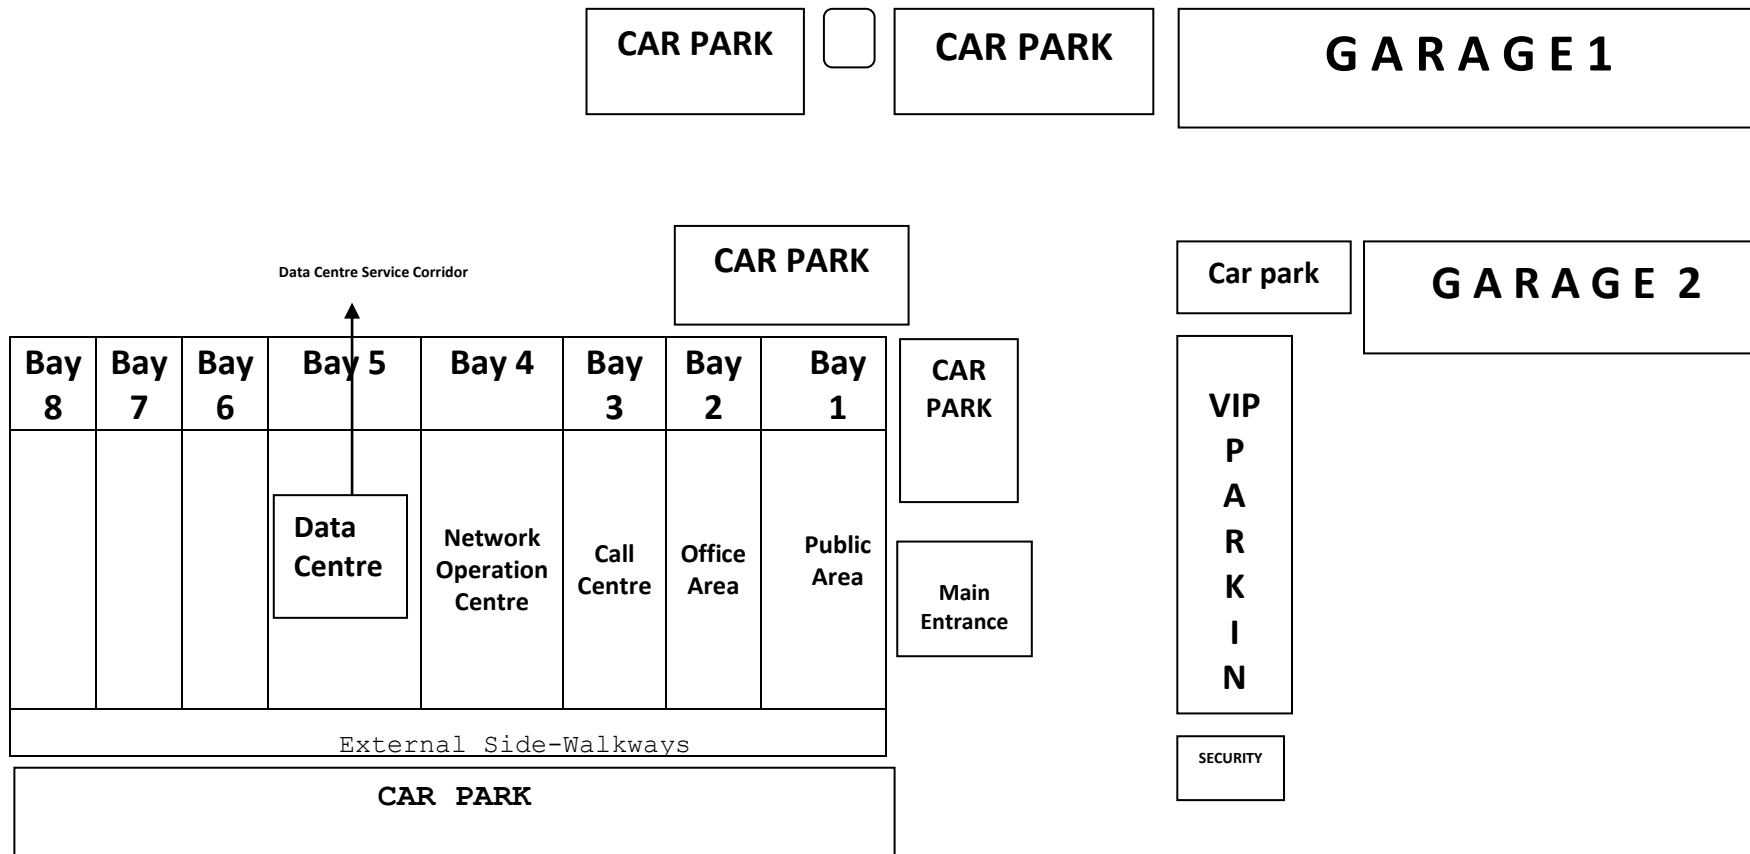 CAR PARK
CAR PARK
G A R A G E 1
CAR PARK
Car park
G A R A G E 2
Data Centre Service Corridor
Bay
8
Bay
7
Bay
6
Bay 5
Bay 4
Bay
3
Bay
2
Bay
1
CAR
PARK
VIP
P
A
R
K
I
N
Data
Centre
Network
Operation
Centre
Call
Centre
Office
Area
Public
Area
Main
Entrance
External Side-Walkways
SECURITY
CAR PARK